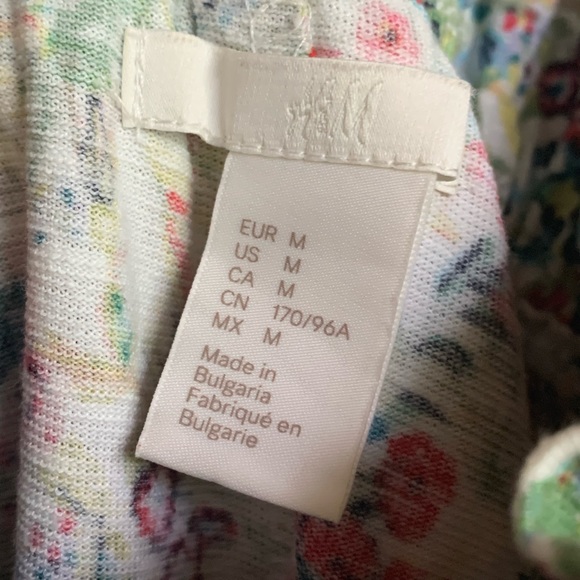 H&M
EUR M
US M
CA M
CN 170/96A
MX M
Made in
Bulgaria
Fabriqué en
Bulgarie